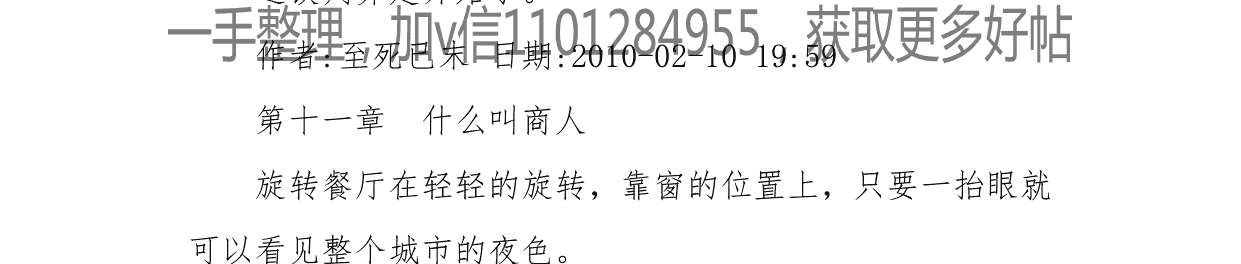 一手整理，加v信1101284955，获取更多好帖
作者:至死已末 日期:2010-02-10 19:59
第十一章　什么叫商人
旋转餐厅在轻轻的旋转，靠窗的位置上，只要一抬眼就
可以看见整个城市的夜色。